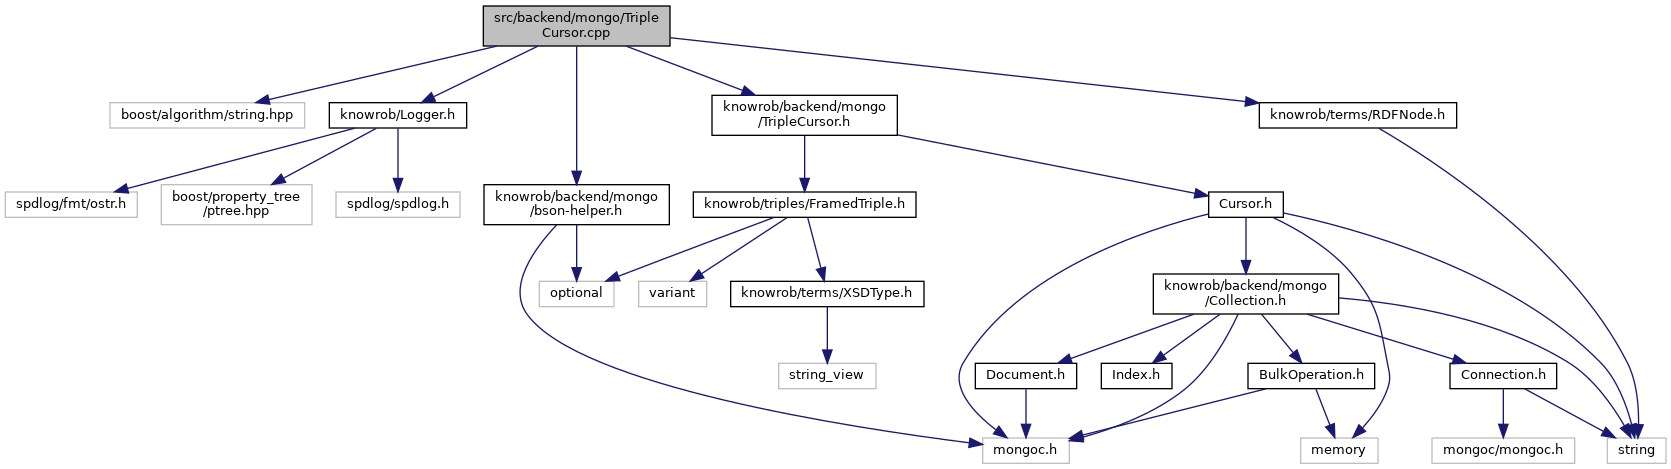 src/backend/mongo/Triple
Cursor.cpp
boost/algorithm/string.hpp
knowrob/Logger.h
knowrob/backend/mongo
/TripleCursor.h
knowrob/terms/RDFNode.h
spdlog/fmt/ostr.h
boost/property_tree
/ptree.hpp
spdlog/spdlog.h
knowrob/backend/mongo
/bson-helper.h
knowrob/triples/FramedTriple.h
Cursor.h
optional
variant
knowrob/terms/XSDType.h
knowrob/backend/mongo
/Collection.h
string_view
Document.h
Index.h
BulkOperation.h
Connection.h
mongoc.h
memory
mongoc/mongoc.h
string